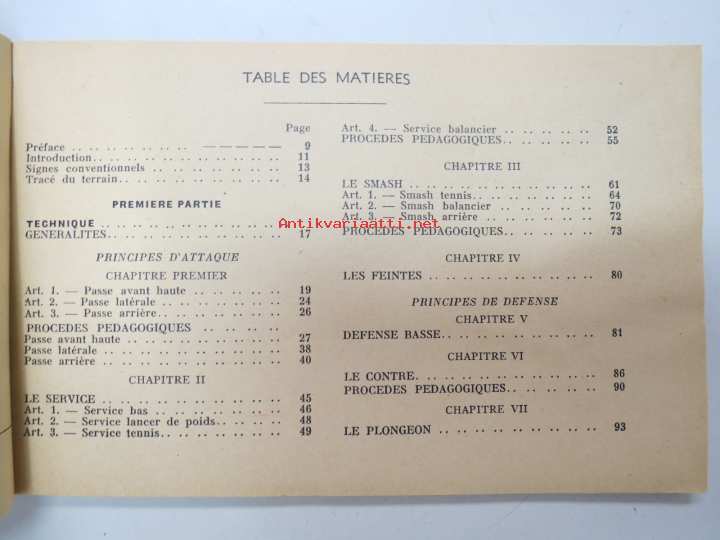 TABLE DES MATIERES
Page
Préface .. .. .. .. .. .. .. — — — — — 9
Introduction.. .. .. .. .. .. .. .. .. .. .. 11
Signes conventionnels .. .. .. .. .. .. .. 13
Tracé du terrain.. .. .. .. .. .. .. .. .. 14
PREMIERE PARTIE
TECHNIQUE .. .. .. .. .. .. .. .. .. .. ..
GENERALITES.. .. .. .. .. .. .. .. .. .. 17
PRINCIPES D'ATTAQUE
CHAPITRE PREMIER
Art. 1. — Passe avant haute .. .. .. .. .. 19
Art. 2. — Passe latérale .. .. .. .. .. .. 24
Art. 3. — Passe arrière.. .. .. .. .. .. .. 26
PROCEDES PEDAGOGIQUES .. .. .. ..
Passe avant haute .. .. .. .. .. .. .. .. 27
Passe latérale .. .. .. .. .. .. .. .. .. 38
Passe arrière .. .. .. .. .. .. .. .. .. 40
CHAPITRE II
LE SERVICE .. .. .. .. .. .. .. .. .. .. 45
Art. 1. — Service bas .. .. .. .. .. .. .. 46
Art. 2. — Service lancer de poids.. .. .. .. 48
Art. 3. — Service tennis.. .. .. .. .. .. .. 49
Art. 4. — Service balancier .. .. .. .. .. 52
PROCEDES PEDAGOGIQUES .. .. .. .. .. 55
CHAPITRE III
LE SMASH .. .. .. .. .. .. .. .. .. .. 61
Art. 1. — Smash tennis.. .. .. .. .. .. .. 64
Art. 2. — Smash balancier .. .. .. .. .. .. 70
Art. 3. — Smash arrière .. .. .. .. .. .. 72
PROCEDES PEDAGOGIQUES.. .. .. .. .. 73
CHAPITRE IV
LES FEINTES .. .. .. .. .. .. .. .. .. 80
PRINCIPES DE DEFENSE
CHAPITRE V
DEFENSE BASSE.. .. .. .. .. .. .. .. .. 81
CHAPITRE VI
LE CONTRE.. .. .. .. .. .. .. .. .. .. 86
PROCEDES PEDAGOGIQUES.. .. .. .. .. 90
CHAPITRE VII
LE PLONGEON .. .. .. .. .. .. .. .. .. 93
Antikvariaatti.net